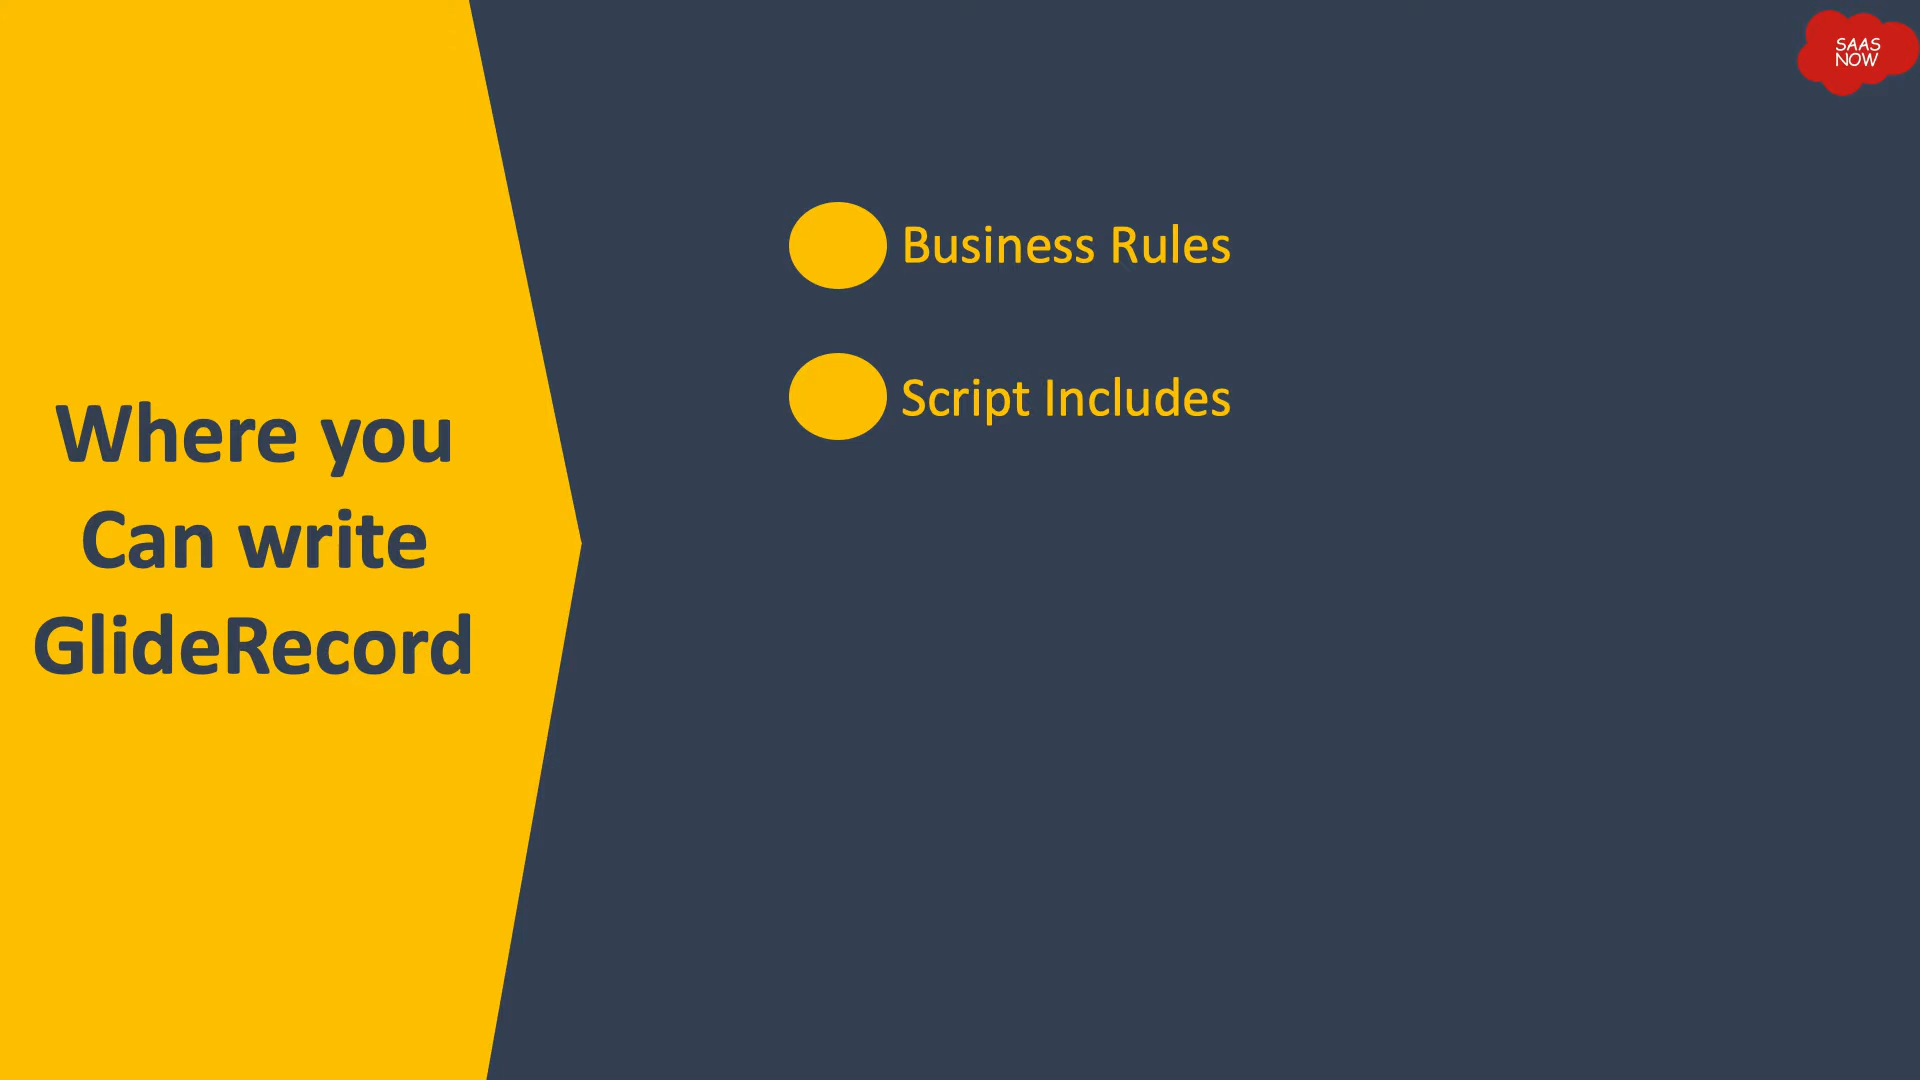 Where you
Can write
GlideRecord
Business Rules
Script Includes
SAAS
NOW